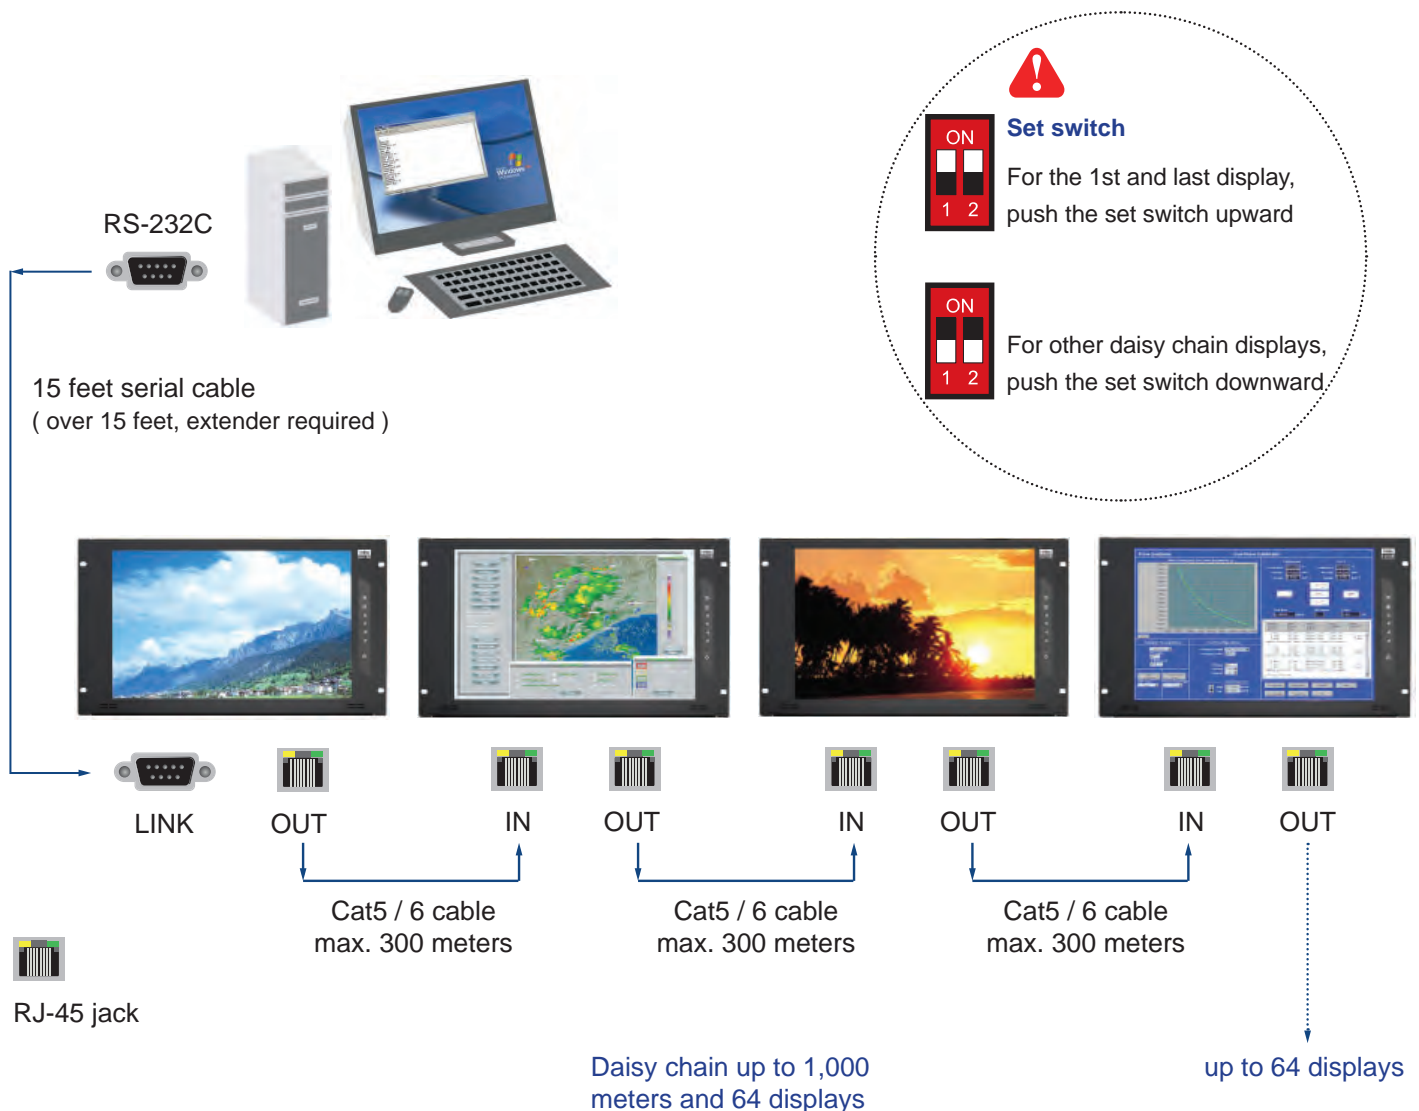 RS-232C
15 feet serial cable
( over 15 feet, extender required )
Set switch
ON
1 2
For the 1st and last display,
push the set switch upward
ON
1 2
For other daisy chain displays,
push the set switch downward.
Windows
LINK
OUT
IN
OUT
IN
OUT
IN
OUT
Cat5 / 6 cable
max. 300 meters
Cat5 / 6 cable
max. 300 meters
Cat5 / 6 cable
max. 300 meters
RJ-45 jack
Daisy chain up to 1,000
meters and 64 displays
up to 64 displays